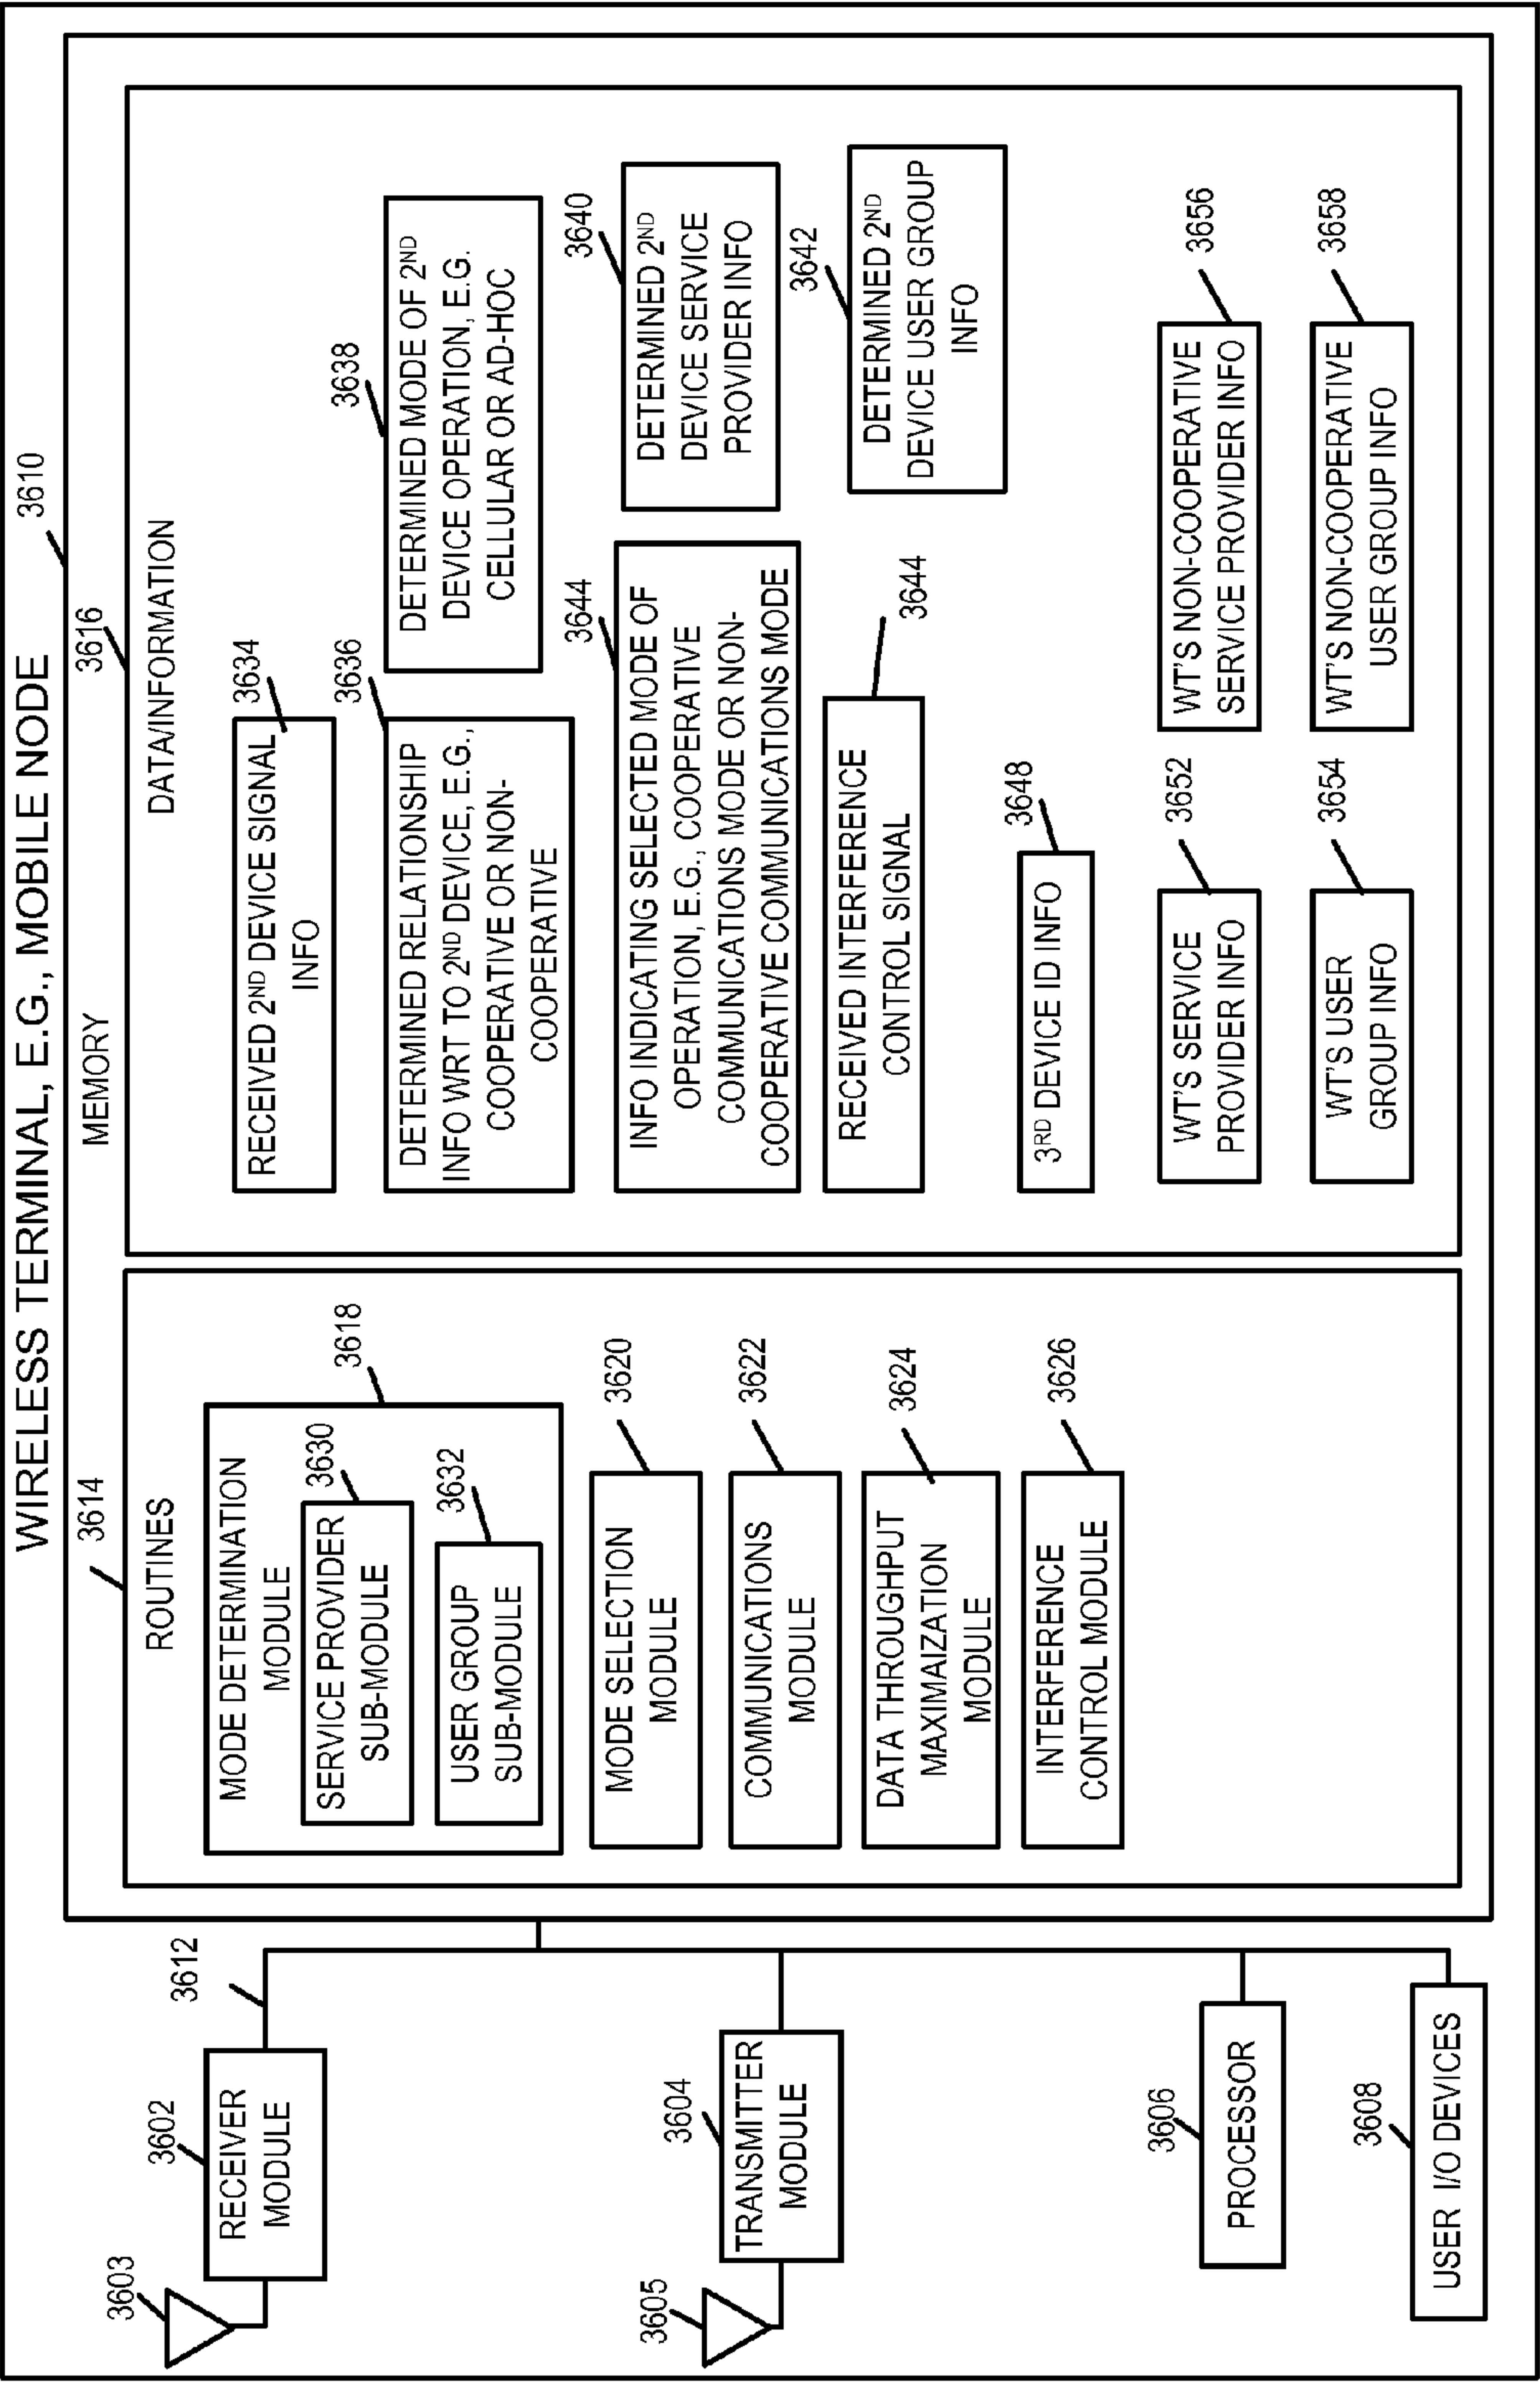 WIRELESS TERMINAL, E.G., MOBILE NODE
3610
MEMORY
3614
ROUTINES
MODE DETERMINATION
MODULE
3618
SERVICE PROVIDER
SUB-MODULE
3630
USER GROUP
SUB-MODULE
3632
MODE SELECTION
MODULE
3620
COMMUNICATIONS
MODULE
3622
DATA THROUGHPUT
MAXIMAIZATION
MODULE
3624
INTERFERENCE
CONTROL MODULE
3626
3616
DATA/INFORMATION
RECEIVED 2ND DEVICE SIGNAL
INFO
3634
DETERMINED RELATIONSHIP
INFO WRT TO 2ND DEVICE, E.G.,
COOPERATIVE OR NON-
COOPERATIVE
3636
DETERMINED MODE OF 2ND
DEVICE OPERATION, E.G.
CELLULAR OR AD-HOC
3638
INFO INDICATING SELECTED MODE OF
OPERATION, E.G., COOPERATIVE
COMMUNICATIONS MODE OR NON-
COOPERATIVE COMMUNICATIONS MODE
3644
DETERMINED 2ND
DEVICE SERVICE
PROVIDER INFO
3640
RECEIVED INTERFERENCE
CONTROL SIGNAL
3644
DETERMINED 2ND
DEVICE USER GROUP
INFO
3642
3RD DEVICE ID INFO
3648
WT'S SERVICE
PROVIDER INFO
3652
WT'S NON-COOPERATIVE
SERVICE PROVIDER INFO
3656
WT'S USER
GROUP INFO
3654
WT'S NON-COOPERATIVE
USER GROUP INFO
3658
3603
3602
RECEIVER
MODULE
3612
3605
3604
TRANSMITTER
MODULE
3606
PROCESSOR
3608
USER I/O DEVICES